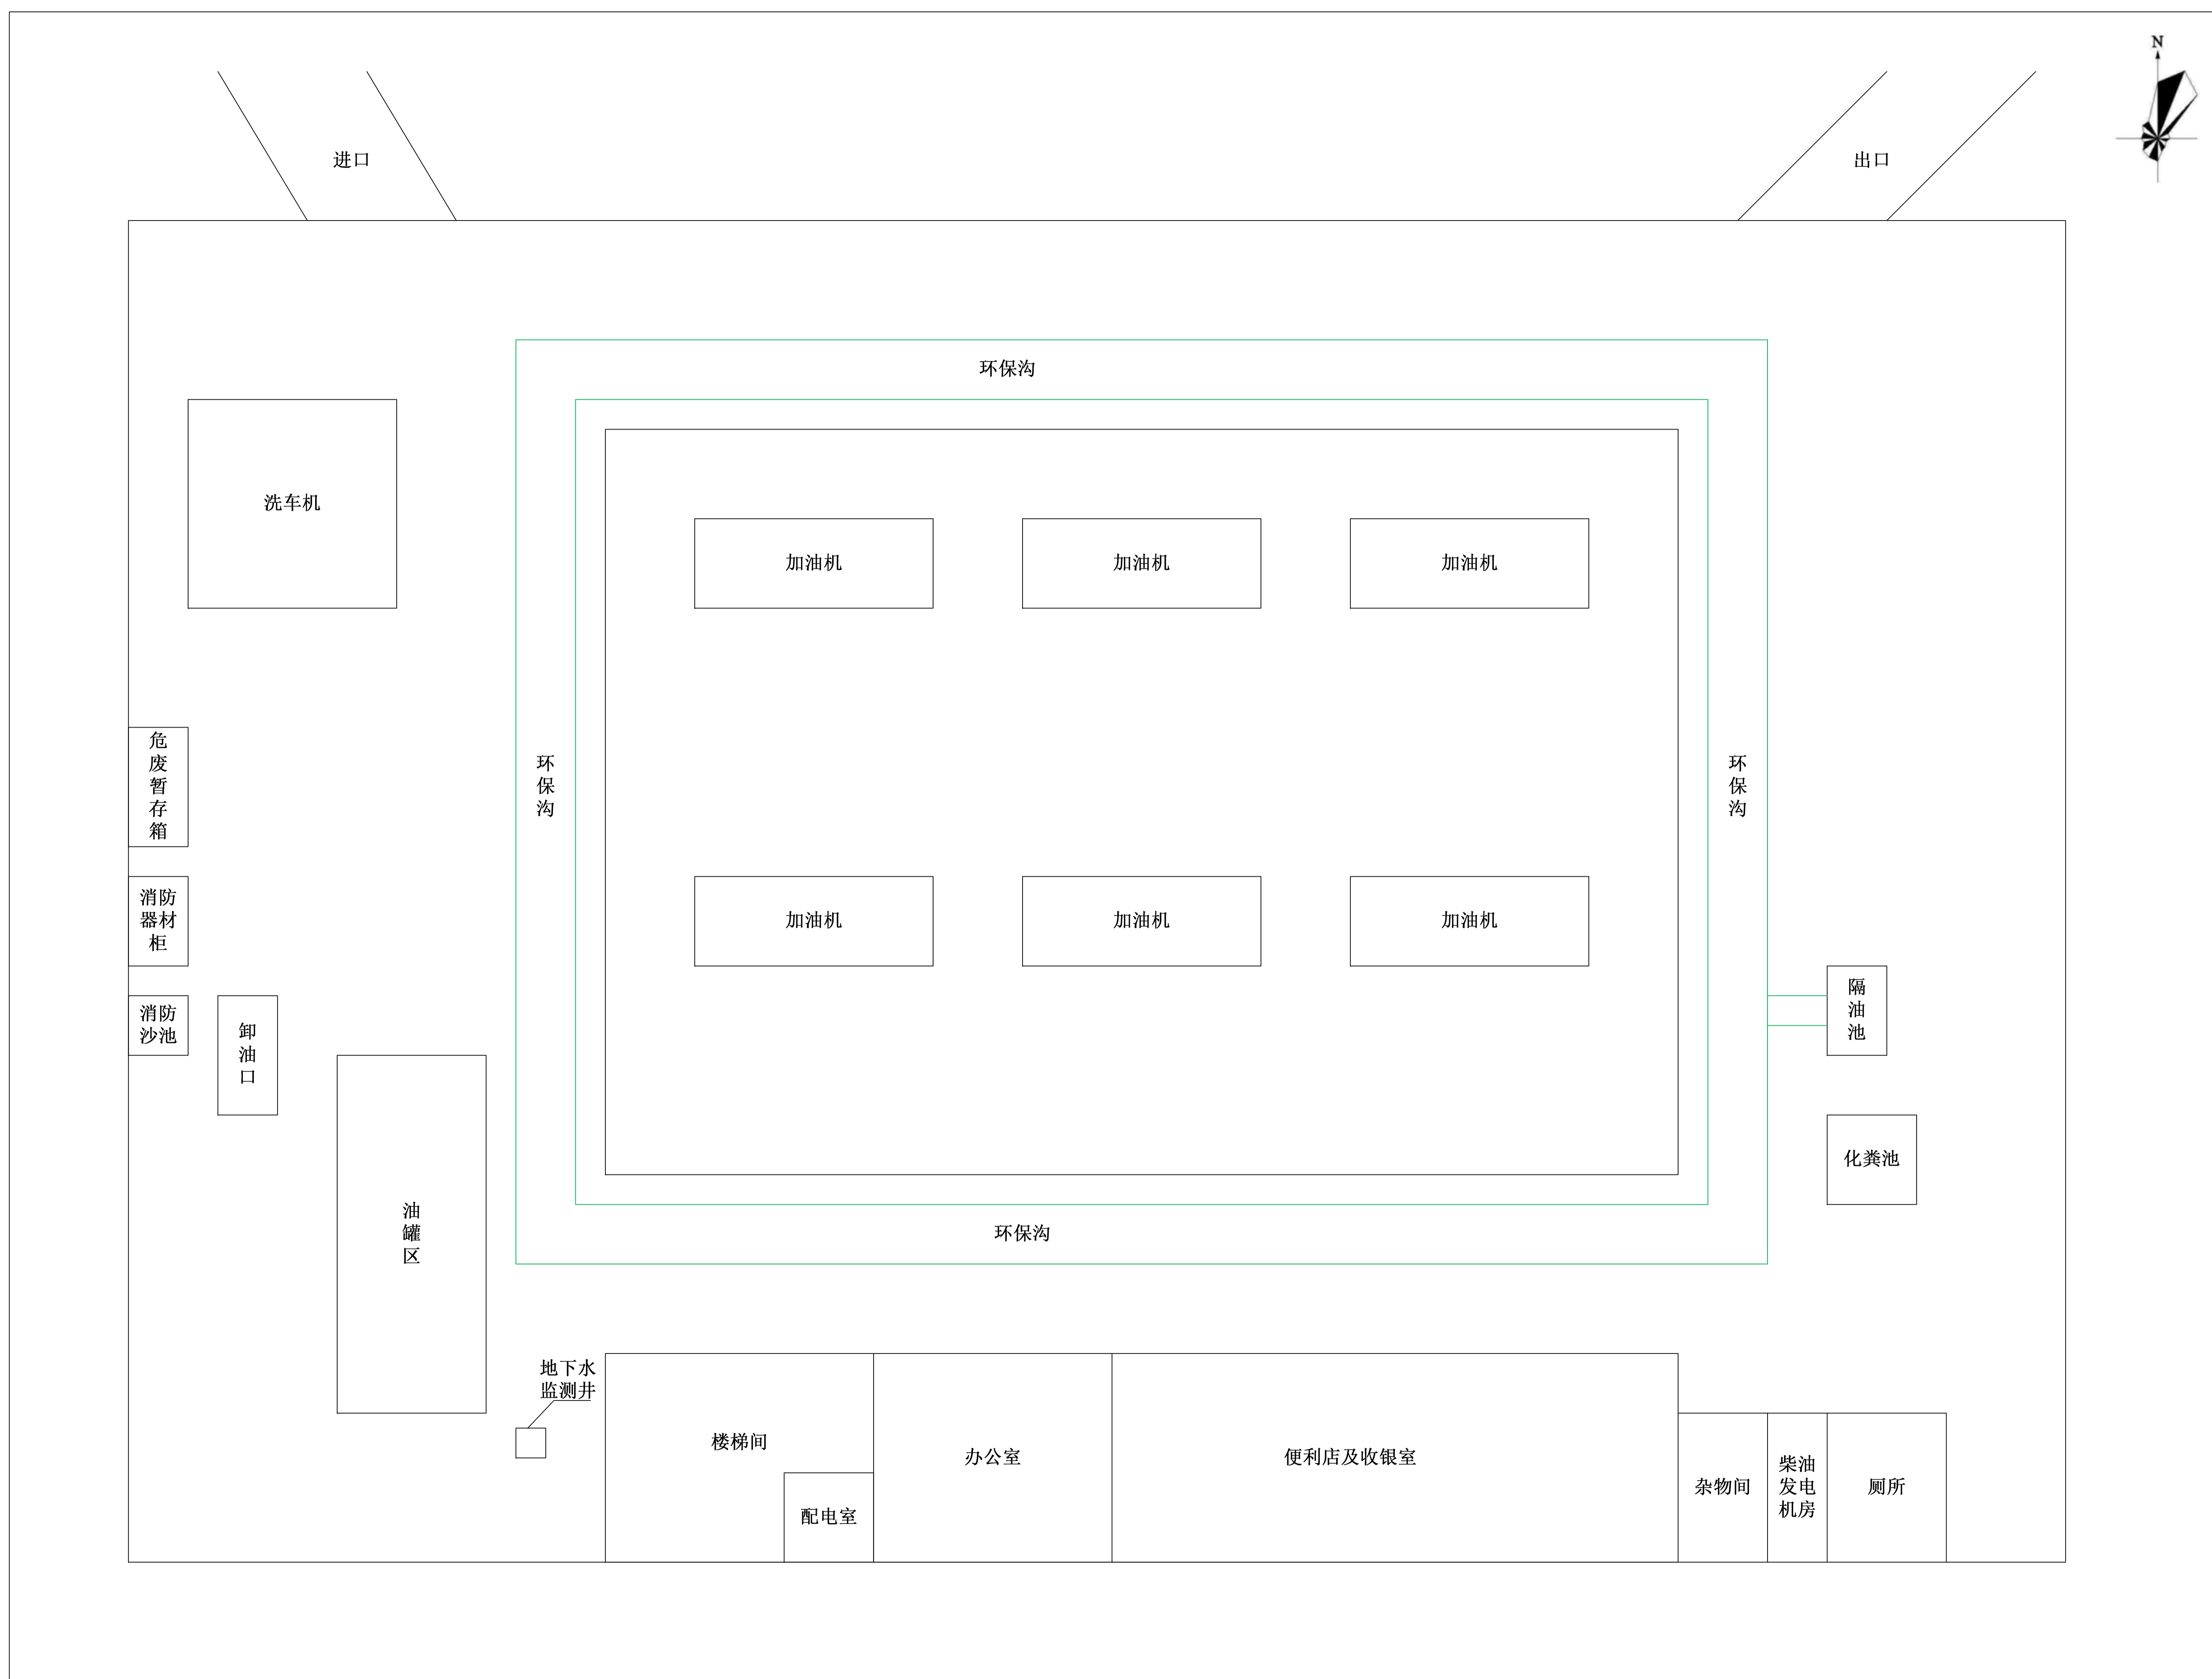 N
进口
出口
环保沟
洗车机
加油机
加油机
加油机
危
废
暂
存
箱
环
保
沟
环
保
沟
消防
器材
柜
加油机
加油机
加油机
消防
沙池
卸
油
口
隔
油
池
化粪池
油
罐
区
环保沟
地下水
监测井
楼梯间
配电室
办公室
便利店及收银室
杂物间
柴油
发电
机房
厕所